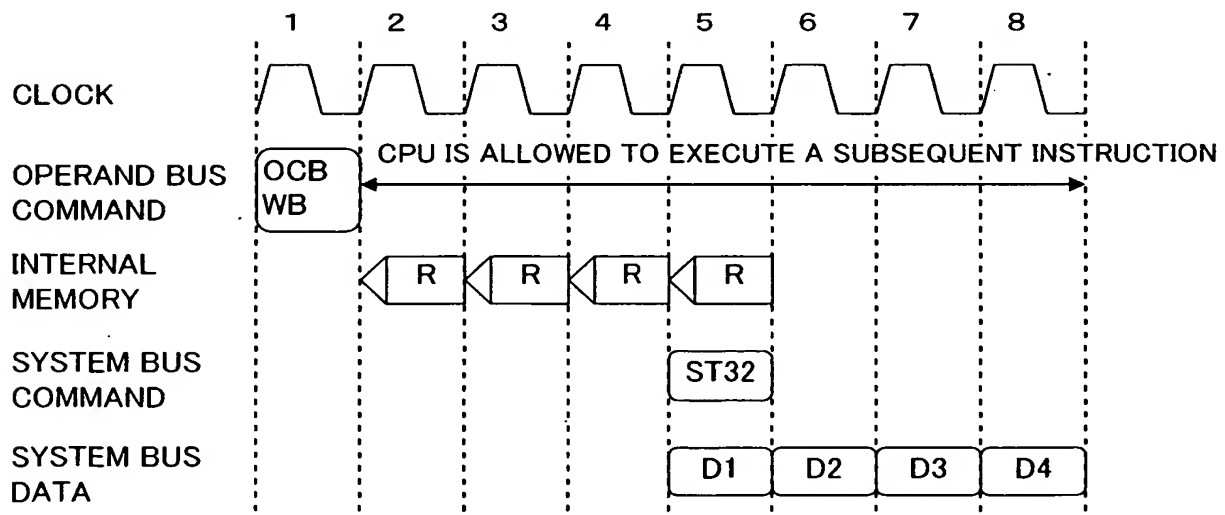 1 2 3 4 5 6 7 8
CLOCK
CPU IS ALLOWED TO EXECUTE A SUBSEQUENT INSTRUCTION
OPERAND BUS
COMMAND
OCB
WB
INTERNAL
MEMORY
R R R R
SYSTEM BUS
COMMAND
ST32
SYSTEM BUS
DATA
D1 D2 D3 D4